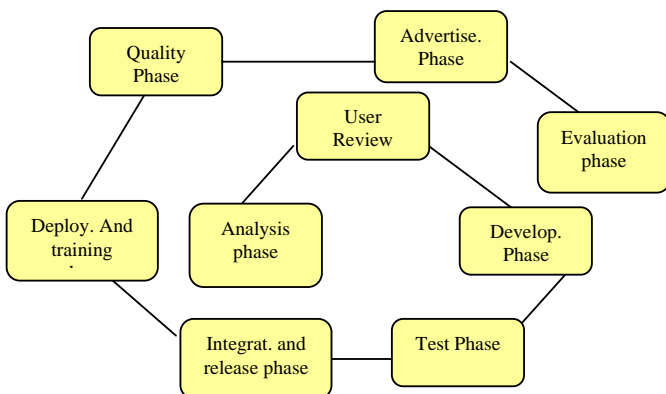 Quality
Phase
Advertise.
Phase
User
Review
Evaluation
phase
Deploy. And
training
Analysis
phase
Develop.
Phase
Integrat. and
release phase
Test Phase